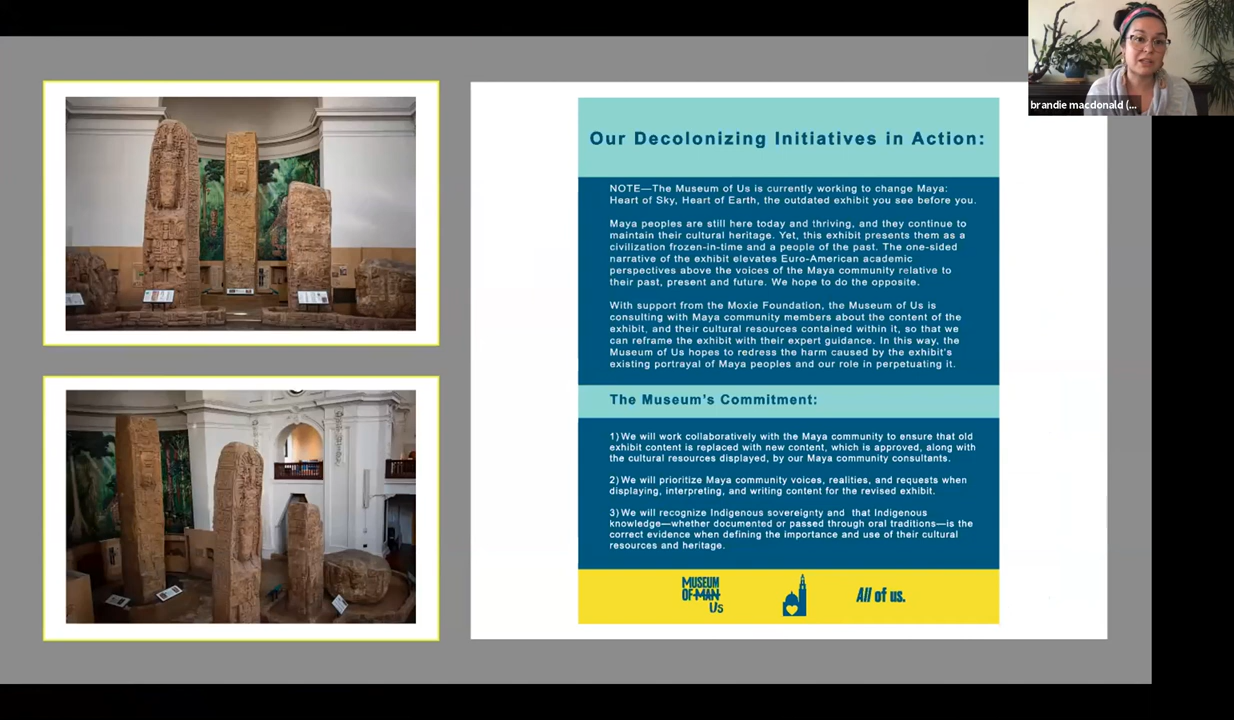 brandie macdonald (...
Our Decolonizing Initiatives in Action:
NOTE—The Museum of Us is currently working to change Maya:
Heart of Sky, Heart of Earth, the outdated exhibit you see before you.
Maya peoples are still here today and thriving, and they continue to
maintain their cultural heritage. Yet, this exhibit presents them as a
civilization frozen-in-time and a people of the past. The one-sided
narrative of the exhibit elevates Euro-American academic
perspectives above the voices of the Maya community relative to
their past, present and future. We hope to do the opposite.
With support from the Moxie Foundation, the Museum of Us is
consulting with Maya community members about the content of the
exhibit, and their cultural resources contained within it, so that we
can reframe the exhibit with their expert guidance. In this way, the
Museum of Us hopes to redress the harm caused by the exhibit's
existing portrayal of Maya peoples and our role in perpetuating it.
The Museum's Commitment:
1) We will work collaboratively with the Maya community to ensure that old
exhibit content is replaced with new content, which is approved, along with
the cultural resources displayed, by our Maya community consultants.
2) We will prioritize Maya community voices, realities, and requests when
displaying, interpreting, and writing content for the revised exhibit.
3) We will recognize Indigenous sovereignty and that Indigenous
knowledge—whether documented or passed through oral traditions—is the
correct evidence when defining the importance and use of their cultural
resources and heritage.
MUSEUM
OF MAN
Us
All of us.